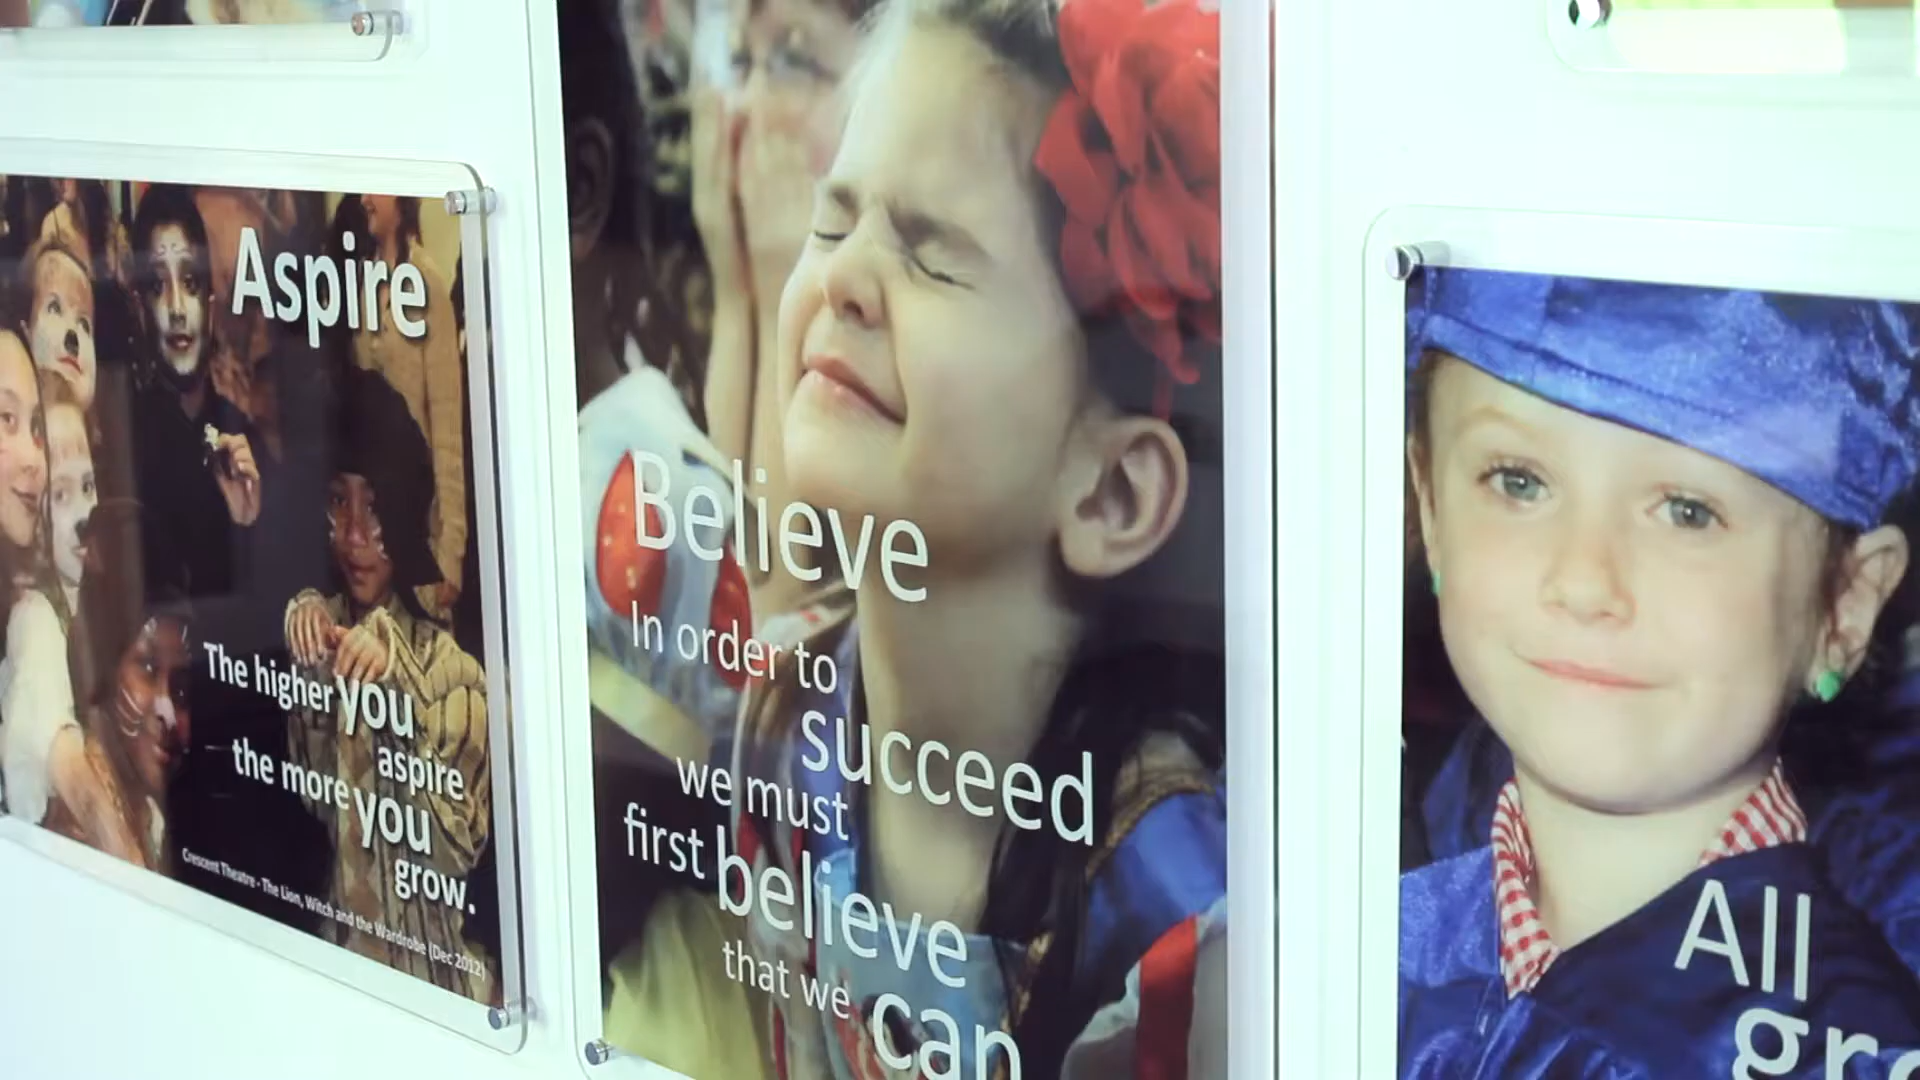 Aspire
The higher you
aspire
the more you
grow.
Crescent Theatre - The Lion, Witch and the Wardrobe (Dec 2012)
Believe
In order to
succeed
we must
first believe
that we can
All